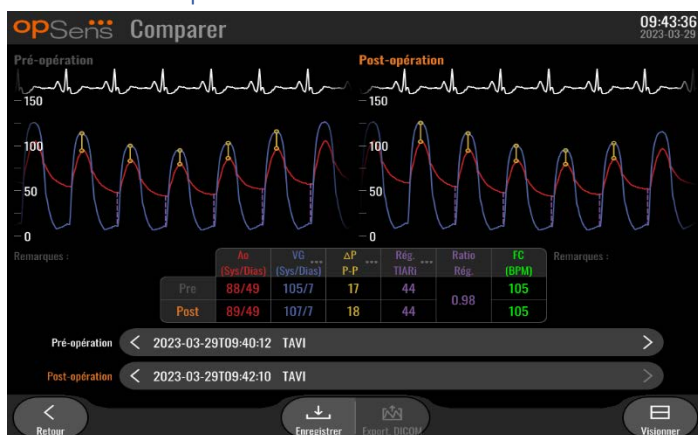 opSens Comparer
09:43:36
2023-03-29
Pré-opération
Post-opération
150
100
50
0
150
100
50
0
Remarques :
Ao (Sys/Dias) VG (Sys/Dias) ... ΔP P-P ... Rég. TIARi ... Ratio Rég. FC (BPM)
Pre 88/49 105/7 17 44 0.98 105
Post 89/49 107/7 18 44 105
Remarques :
Pré-opération < 2023-03-29T09:40:12 TAVI >
Post-opération < 2023-03-29T09:42:10 TAVI >
Retour
Enregistrer
Export. DICOM
Visionner